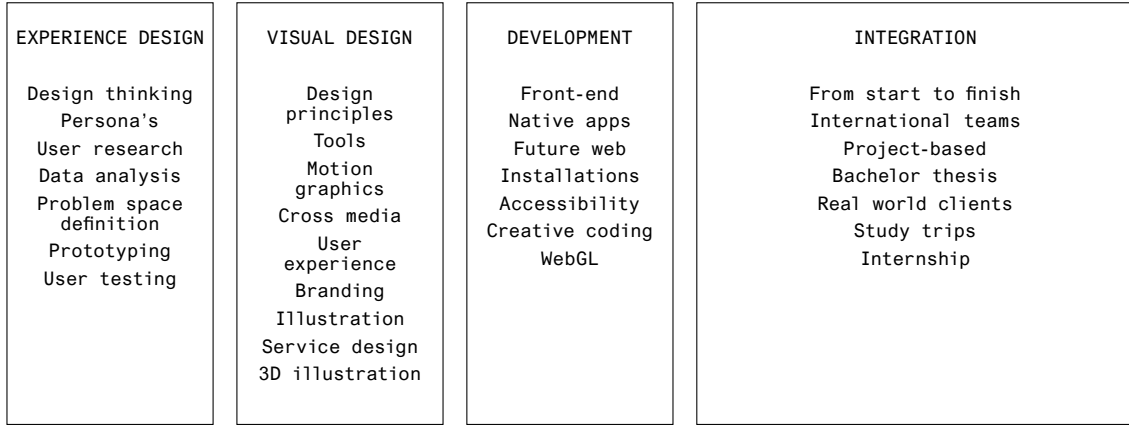 EXPERIENCE DESIGN
Design thinking
Persona's
User research
Data analysis
Problem space
definition
Prototyping
User testing
VISUAL DESIGN
Design
principles
Tools
Motion
graphics
Cross media
User
experience
Branding
Illustration
Service design
3D illustration
DEVELOPMENT
Front-end
Native apps
Future web
Installations
Accessibility
Creative coding
WebGL
INTEGRATION
From start to finish
International teams
Project-based
Bachelor thesis
Real world clients
Study trips
Internship